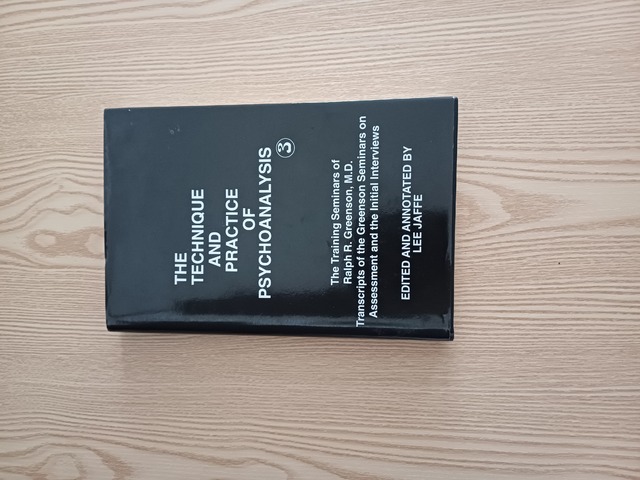 THE
TECHNIQUE
AND
PRACTICE
OF
PSYCHOANALYSIS
3
The Training Seminars of
Ralph R. Greenson, M.D.
Transcripts of the Greenson Seminars on
Assessment and the Initial Interviews
EDITED AND ANNOTATED BY
LEE JAFFE